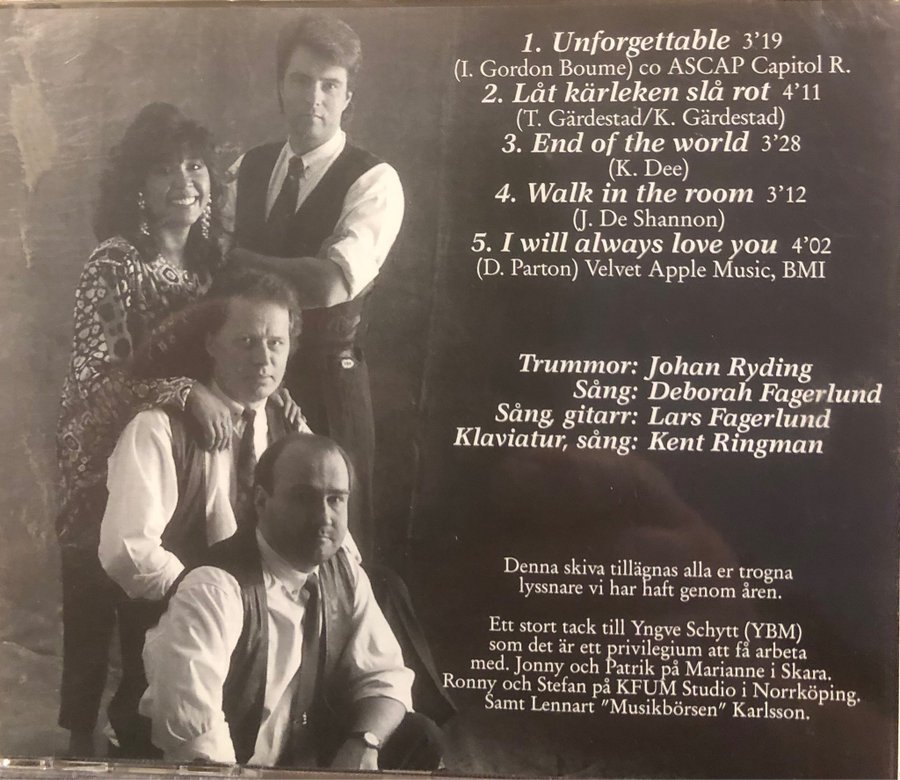 1. Unforgettable 3'19
(I. Gordon Boume) co ASCAP Capitol R.
2. Låt kärleken slå rot 4'11
(T. Gärdestad/K. Gärdestad)
3. End of the world 3'28
(K. Dee)
4. Walk in the room 3'12
(J. De Shannon)
5. I will always love you 4'02
(D. Parton) Velvet Apple Music, BMI
Trummor: Johan Ryding
Sång: Deborah Fagerlund
Sång, gitarr: Lars Fagerlund
Klaviatur, sång: Kent Ringman
Denna skiva tillägnas alla er trogna
lyssnare vi har haft genom åren.
Ett stort tack till Yngve Schytt (YBM)
som det är ett privilegium att få arbeta
med. Jonny och Patrik på Marianne i Skara.
Ronny och Stefan på KFUM Studio i Norrköping.
Samt Lennart "Musikbörsen" Karlsson.